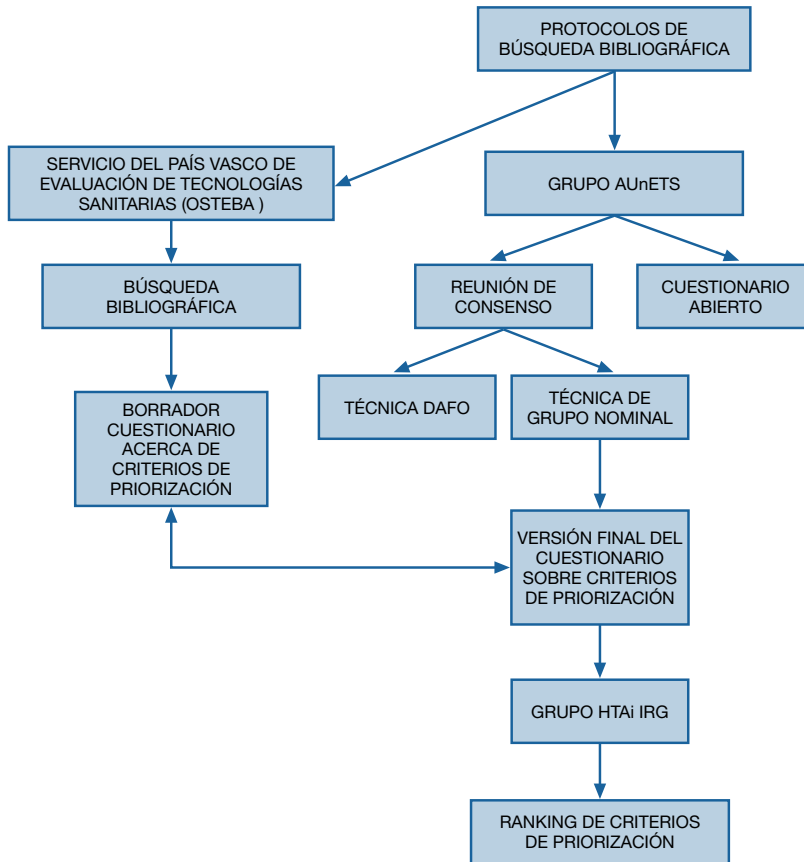 PROTOCOLOS DE
BÚSQUEDA BIBLIOGRÁFICA
SERVICIO DEL PAÍS VASCO DE
EVALUACIÓN DE TECNOLOGÍAS
SANITARIAS (OSTEBA )
GRUPO AUnETS
BÚSQUEDA
BIBLIOGRÁFICA
REUNIÓN DE
CONSENSO
CUESTIONARIO
ABIERTO
BORRADOR
CUESTIONARIO
ACERCA DE
CRITERIOS DE
PRIORIZACIÓN
TÉCNICA DAFO
TÉCNICA DE
GRUPO NOMINAL
VERSIÓN FINAL DEL
CUESTIONARIO
SOBRE CRITERIOS
DE PRIORIZACIÓN
GRUPO HTAi IRG
RANKING DE CRITERIOS
DE PRIORIZACIÓN